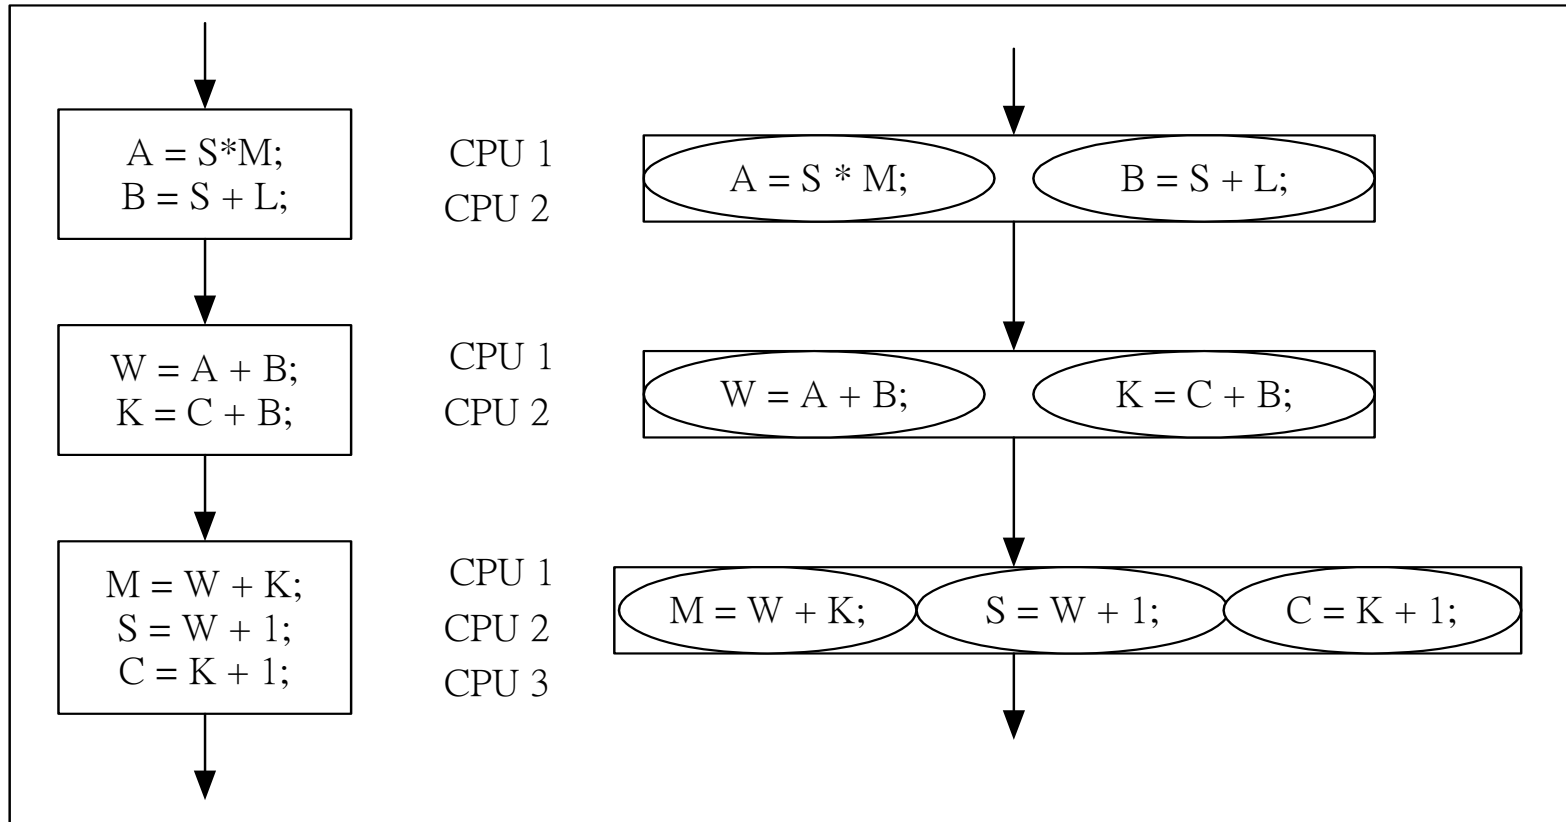 A = S*M;
B = S + L;
CPU 1
CPU 2
A = S * M;
B = S + L;
W = A + B;
K = C + B;
CPU 1
CPU 2
W = A + B;
K = C + B;
M = W + K;
S = W + 1;
C = K + 1;
CPU 1
CPU 2
CPU 3
M = W + K;
S = W + 1;
C = K + 1;